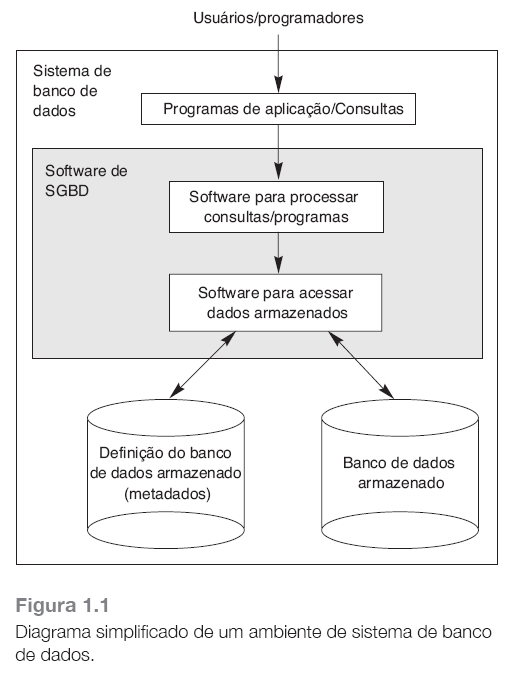 Usuários/programadores
Sistema de
banco de
dados
Programas de aplicação/Consultas
Software de
SGBD
Software para processar
consultas/programas
Software para acessar
dados armazenados
Definição do banco
de dados armazenado
(metadados)
Banco de dados
armazenado
Figura 1.1
Diagrama simplificado de um ambiente de sistema de banco
de dados.